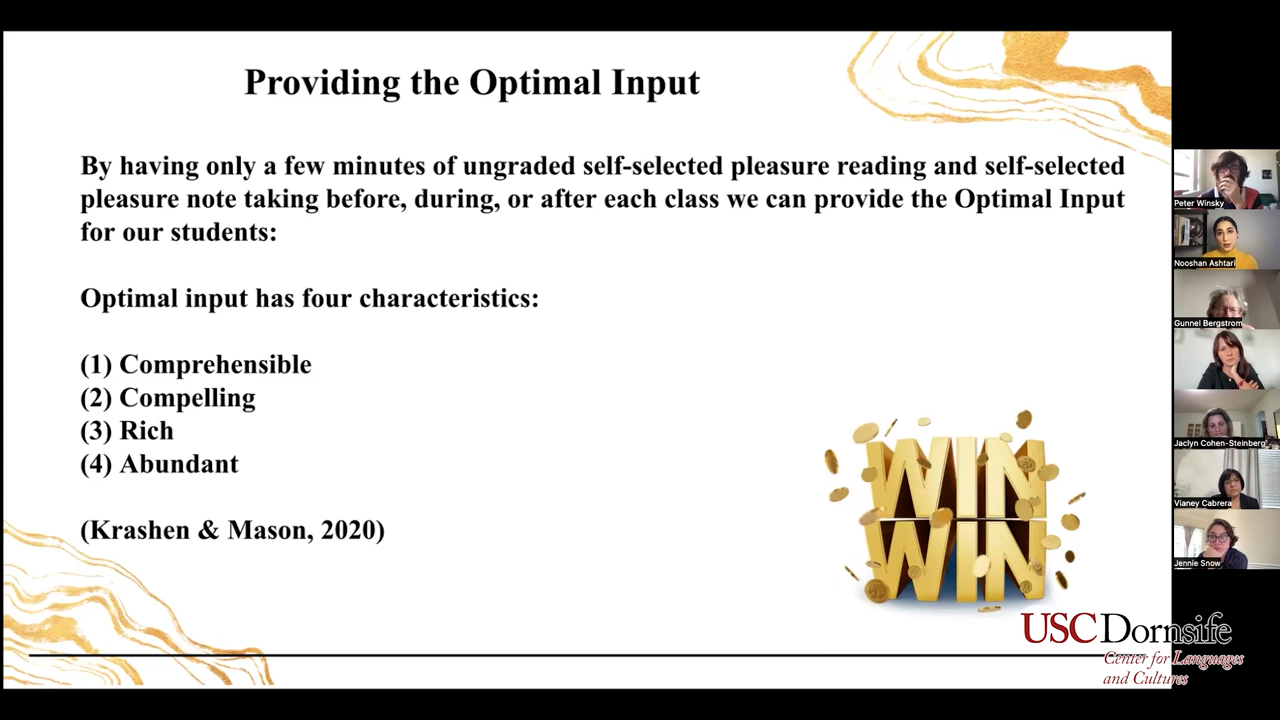 Providing the Optimal Input
By having only a few minutes of ungraded self-selected pleasure reading and self-selected
pleasure note taking before, during, or after each class we can provide the Optimal Input
for our students:
Optimal input has four characteristics:
(1) Comprehensible
(2) Compelling
(3) Rich
(4) Abundant
(Krashen & Mason, 2020)
WIN
WIN
USC Dornsife
Center for Languages
and Cultures
Peter Winsky
Nooshan Ashtari
Gunnel Bergstrom
Jaclyn Cohen-Steinberg
Vianey Cabrera
Jennie Snow